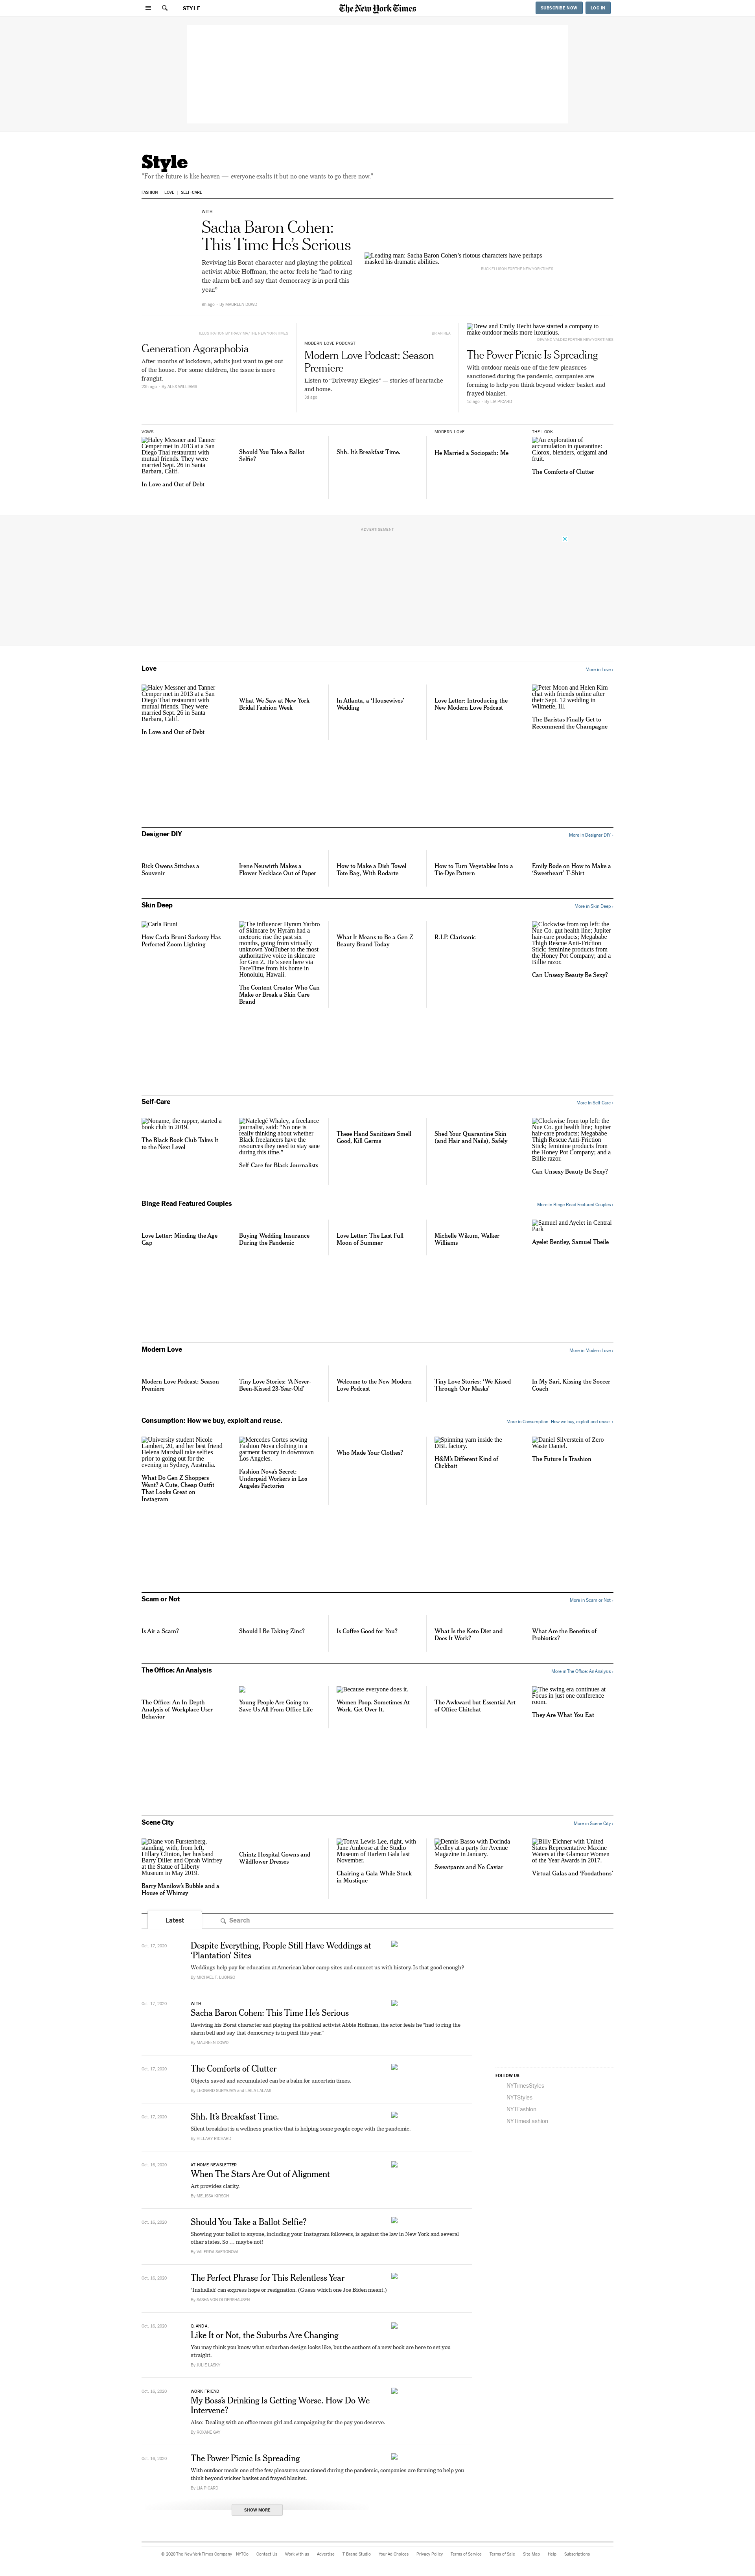 STYLE
The New York Times
SUBSCRIBE NOW
LOG IN
Style
"For the future is like heaven — everyone exalts it but no one wants to go there now."
FASHION
LOVE
SELF-CARE
WITH ...
Sacha Baron Cohen:
This Time He's Serious
Reviving his Borat character and playing the political
activist Abbie Hoffman, the actor feels he "had to ring
the alarm bell and say that democracy is in peril this
year."
By MAUREEN DOWD
Leading man: Sacha Baron Cohen's riotous characters have perhaps
masked his dramatic abilities.
Generation Agoraphobia
After months of lockdown, adults just want to get out
of the house. For some children, the issue is more
fraught.
By ALEX WILLIAMS
BRIAN REA
MODERN LOVE PODCAST
Modern Love Podcast: Season
Premiere
Listen to "Driveway Elegies" — stories of heartache
and home.
Drew and Emily Hecht have started a company to
make outdoor meals more luxurious.
The Power Picnic Is Spreading
With outdoor meals one of the few pleasures
sanctioned during the pandemic, companies are
forming to help you think beyond wicker basket and
frayed blanket.
1d ago · By LIA PICARD
VOWS
Haley Messner and Tanner
Cemper met in 2013 at a San
Diego Thai restaurant with
mutual friends. They were
married Sept. 26 in Santa
Barbara, Calif.
In Love and Out of Debt
Should You Take a Ballot
Selfie?
Shh. It's Breakfast Time.
MODERN LOVE
He Married a Sociopath: Me
THE LOOK
An exploration of
accumulation in quarantine:
Clorox, blenders, origami and
fruit.
The Comforts of Clutter
ADVERTISEMENT
Love
More in Love ›
Haley Messner and Tanner
Cemper met in 2013 at a San
Diego Thai restaurant with
mutual friends. They were
married Sept. 26 in Santa
Barbara, Calif.
In Love and Out of Debt
What We Saw at New York
Bridal Fashion Week
In Atlanta, a 'Housewives'
Wedding
Love Letter: Introducing the
New Modern Love Podcast
Peter Moon and Helen Kim
chat with friends online after
their Sept. 12 wedding in
Wilmette, Ill.
The Baristas Finally Get to
Recommend the Champagne
Designer DIY
More in Designer DIY ›
Rick Owens Stitches a
Souvenir
Irene Neuwirth Makes a
Flower Necklace Out of Paper
How to Make a Dish Towel
Tote Bag, With Rodarte
How to Turn Vegetables Into a
Tie-Dye Pattern
Emily Bode on How to Make a
'Sweetheart' T-Shirt
Skin Deep
More in Skin Deep ›
Carla Bruni
How Carla Bruni-Sarkozy Has
Perfected Zoom Lighting
The influencer Hyram Yarbro
of Skincare by Hyram had a
meteoric rise the past six
months, going from virtually
unknown YouTuber to the most
authoritative voice in skincare
for Gen Z. He's seen here via
FaceTime from his home in
Honolulu, Hawaii.
The Content Creator Who Can
Make or Break a Skin Care
Brand
What It Means to Be a Gen Z
Beauty Brand Today
R.I.P. Clarisonic
Clockwise from top left: the
Nue Co. gut health line; Jupiter
hair-care products; Megababe
Thigh Rescue Anti-Friction
Stick; feminine products from
the Honey Pot Company; and a
Billie razor.
Can Unsexy Beauty Be Sexy?
Self-Care
More in Self-Care ›
Noname, the rapper, started a
book club in 2019.
The Black Book Club Takes It
to the Next Level
Natelegé Whaley, a freelance
journalist, said: "No one is
really thinking about whether
Black freelancers have the
resources they need to stay sane
during this time."
Self-Care for Black Journalists
These Hand Sanitizers Smell
Good, Kill Germs
Shed Your Quarantine Skin
(and Hair and Nails), Safely
Clockwise from top left: the
Nue Co. gut health line; Jupiter
hair-care products; Megababe
Thigh Rescue Anti-Friction
Stick; feminine products from
the Honey Pot Company; and a
Billie razor.
Can Unsexy Beauty Be Sexy?
Binge Read Featured Couples
More in Binge Read Featured Couples ›
Love Letter: Minding the Age
Gap
Buying Wedding Insurance
During the Pandemic
Love Letter: The Last Full
Moon of Summer
Michelle Wikum, Walker
Williams
Samuel and Ayelet in Central
Park
Ayelet Bentley, Samuel Theile
Modern Love
More in Modern Love ›
Modern Love Podcast: Season
Premiere
Tiny Love Stories: 'A Never-
Been-Kissed 23-Year-Old'
Welcome to the New Modern
Love Podcast
Tiny Love Stories: 'We Kissed
Through Our Masks'
In My Sari, Kissing the Soccer
Coach
Consumption: How we buy, exploit and reuse.
More in Consumption: How we buy, exploit and reuse. ›
University student Nicole
Lambert, 20, and her best friend
Helena Marshall take selfies
prior to going out for the
evening in Sydney, Australia.
What Do Gen Z Shoppers
Want? A Cute, Cheap Outfit
That Looks Great on
Instagram
Mercedes Cortes sewing
Fashion Nova clothing in a
garment factory in downtown
Los Angeles.
Fashion Nova's Secret:
Underpaid Workers in Los
Angeles Factories
Who Made Your Clothes?
Spinning yarn inside the
DBL factory.
H&M's Different Kind of
Clickbait
Daniel Silverstein of Zero
Waste Daniel.
The Future Is Trashion
Scam or Not
More in Scam or Not ›
Is Air a Scam?
Should I Be Taking Zinc?
Is Coffee Good for You?
What Is the Keto Diet and
Does It Work?
What Are the Benefits of
Probiotics?
The Office: An Analysis
More in The Office: An Analysis ›
The Office: An In-Depth
Analysis of Workplace User
Behavior
Young People Are Going to
Save Us All From Office Life
Because everyone does it.
Women Poop. Sometimes At
Work. Get Over It.
The Awkward but Essential Art
of Office Chitchat
The swing era continues at
Focus in just one conference
room.
They Are What You Eat
Scene City
More in Scene City ›
Diane von Furstenberg,
standing, with, from left,
Hillary Clinton, her husband
Barry Diller and Oprah Winfrey
at the Statue of Liberty
Museum in May 2019.
Barry Manilow's Bubble and a
House of Whimsy
Chintz Hospital Gowns and
Wildflower Dresses
Tonya Lewis Lee, right, with
June Ambrose at the Studio
Museum of Harlem Gala last
November.
Chairing a Gala While Stuck
in Mustique
Dennis Basso with Dorinda
Medley at a party for Avenue
Magazine in January.
Sweatpants and No Caviar
Billy Eichner with United
States Representative Maxine
Waters at the Glamour Women
of the Year Awards in 2017.
Virtual Galas and 'Foodathons'
Latest
Search
Oct. 17, 2020
Despite Everything, People Still Have Weddings at
'Plantation' Sites
Weddings help pay for education at American labor camp sites and connect us with history. Is that good enough?
By MICHAEL T. LUONGO
Oct. 17, 2020
WITH ...
Sacha Baron Cohen: This Time He's Serious
Reviving his Borat character and playing the political activist Abbie Hoffman, the actor feels he "had to ring the
alarm bell and say that democracy is in peril this year."
By MAUREEN DOWD
Oct. 17, 2020
The Comforts of Clutter
Objects saved and accumulated can be a balm for uncertain times.
Oct. 17, 2020
Shh. It's Breakfast Time.
Silent breakfast is a wellness practice that is helping some people cope with the pandemic.
By HILLARY RICHARD
Oct. 16, 2020
AT HOME NEWSLETTER
When The Stars Are Out of Alignment
Art provides clarity.
By MELISSA KIRSCH
Oct. 16, 2020
Should You Take a Ballot Selfie?
Showing your ballot to anyone, including your Instagram followers, is against the law in New York and several
other states. So … maybe not!
By VALERIYA SAFRONOVA
Oct. 16, 2020
The Perfect Phrase for This Relentless Year
'Inshallah' can express hope or resignation. (Guess which one Joe Biden meant.)
Oct. 16, 2020
Q. AND A.
Like It or Not, the Suburbs Are Changing
You may think you know what suburban design looks like, but the authors of a new book are here to set you
straight.
By JULIE LASKY
Oct. 16, 2020
WORK FRIEND
My Boss's Drinking Is Getting Worse. How Do We
Intervene?
Also: Dealing with an office mean girl and campaigning for the pay you deserve.
By ROXANE GAY
Oct. 16, 2020
The Power Picnic Is Spreading
With outdoor meals one of the few pleasures sanctioned during the pandemic, companies are forming to help you
think beyond wicker basket and frayed blanket.
By LIA PICARD
SHOW MORE
FOLLOW US
NYTimesStyles
NYTStyles
NYTFashion
NYTimesfashion
© 2020 The New York Times Company
NYTCo
Contact Us
Work with us
Advertise
T Brand Studio
Your Ad Choices
Privacy Policy
Terms of Service
Terms of Sale
Site Map
Help
Subscriptions